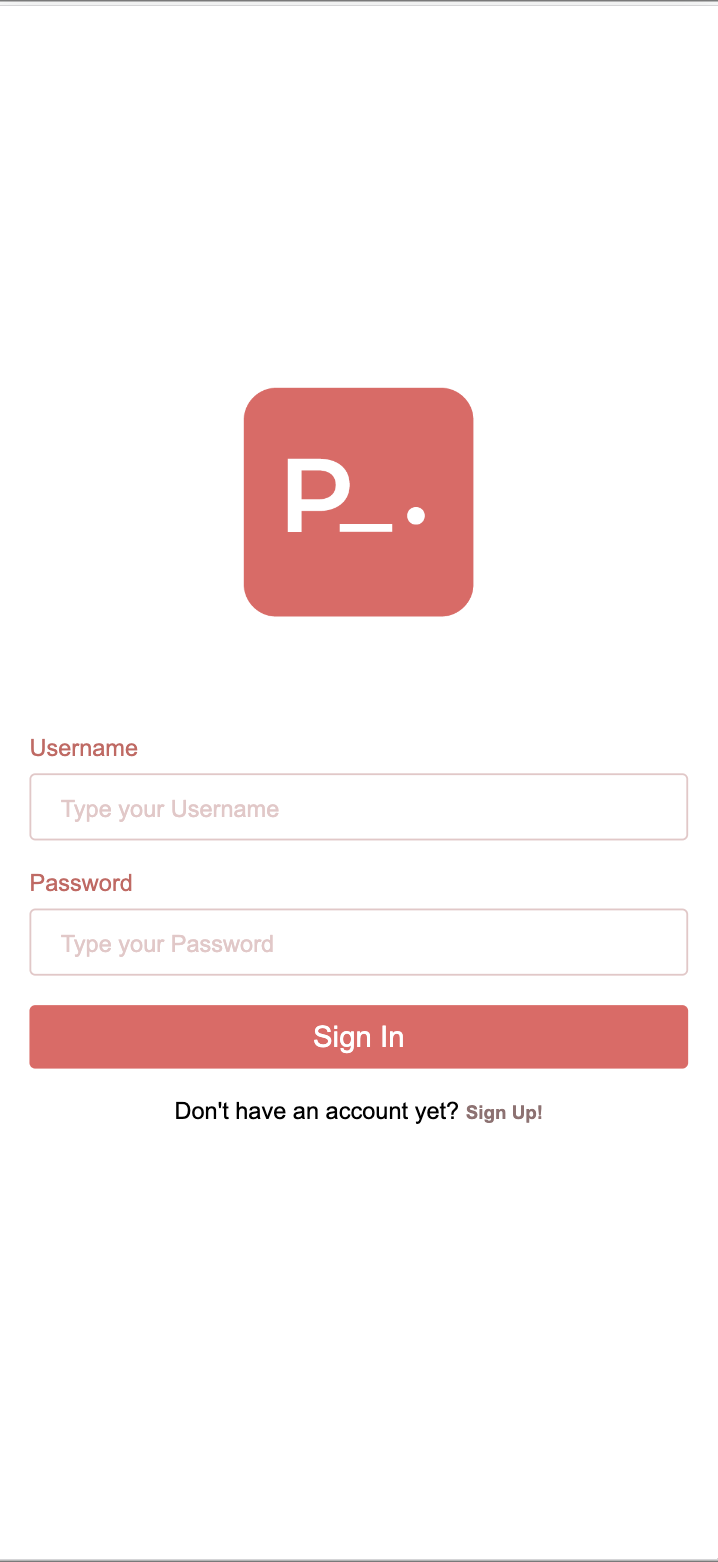 P_.
Username
Type your Username
Password
Type your Password
Sign In
Don't have an account yet? Sign Up!